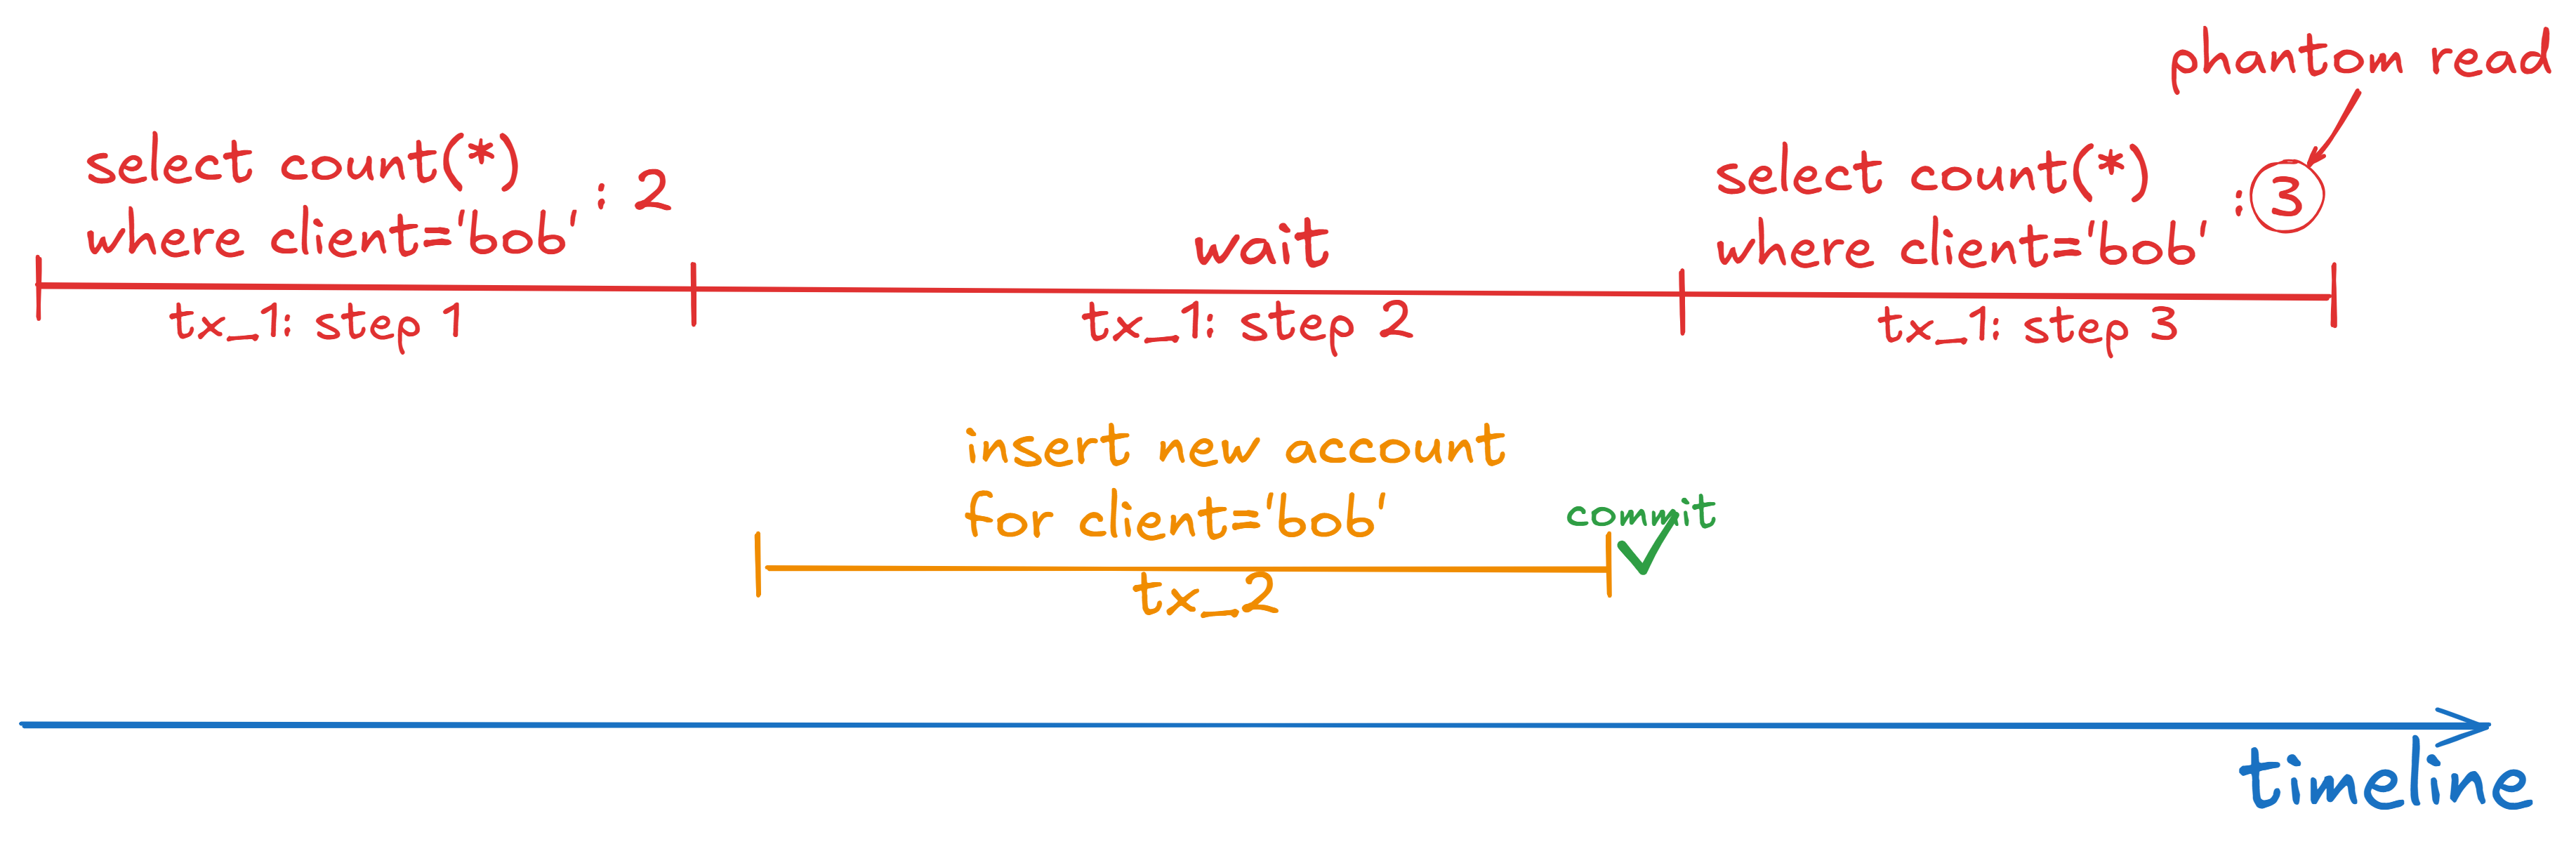 phantom read
select count(*)
where client='bob' : 2
wait
select count(*)
where client='bob' : 3
tx_1: step 1
tx_1: step 2
tx_1: step 3
insert new account
for client='bob'
commit
tx_2
timeline